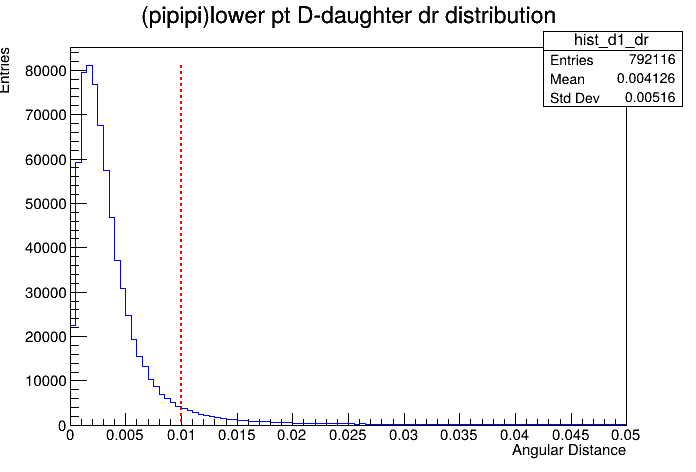 (pipipi)lower pt D-daughter dr distribution
hist_d1_dr
Entries 792116
Mean 0.004126
Std Dev 0.00516
Entries
80000
70000
60000
50000
40000
30000
20000
10000
0
0 0.005 0.01 0.015 0.02 0.025 0.03 0.035 0.04 0.045 0.05
Angular Distance